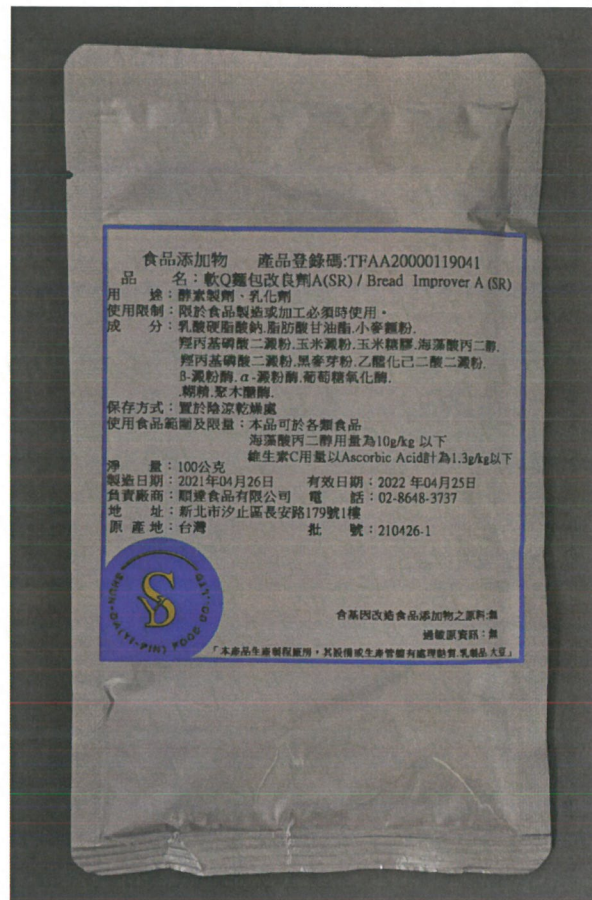 食品添加物 產品登錄碼:TFAA20000119041
品 名：軟Q麵包改良劑A(SR) / Bread Improver A (SR)
用 途：酵素製劑、乳化劑
使用限制：限於食品製造或加工必須時使用。
成 分：乳酸硬脂酸鈉.脂肪酸甘油酯.小麥麵粉.
羥丙基磷酸二澱粉.玉米澱粉.玉米糖膠.海藻酸丙二醇.
羥丙基磷酸二澱粉.黑麥芽粉.乙醯化己二酸二澱粉.
β-澱粉酶.α-澱粉酶.葡萄糖氧化酶.
.糊精.聚木醣酶.
保存方式：置於陰涼乾燥處
使用食品範圍及限量：本品可於各類食品
海藻酸丙二醇用量為10g/kg 以下
維生素C用量以Ascorbic Acid計為1.3g/kg以下
淨 量：100公克
製造日期：2021年04月26日 有效日期：2022 年04月25日
負責廠商：順達食品有限公司 電 話：02-8648-3737
地 址：新北市汐止區長安路179號1樓
原 產 地：台灣 批 號：210426-1
含基因改造食品添加物之原料:無
過敏原資訊：無
「本產品生產製程廠房，其設備或生產管線有處理麩質.乳製品.大豆」
SHUN-DA(YI-PIN) FOOD CO.,LTD